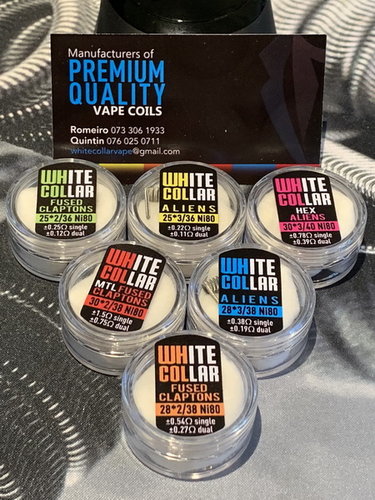 Manufacturers of
PREMIUM
QUALITY
VAPE COILS
Romeiro 073 306 1933
Quintin 076 025 0711
whitecollarvape@gmail.com
WHITE
COLLAR
FUSED
CLAPTONS
25*2/36 Ni80
±0.25Ω single
±0.12Ω dual
WHITE
COLLAR
ALIENS
25*3/36 Ni80
±0.22Ω single
±0.11Ω dual
WHITE
COLLAR
HEX
ALIENS
30*3/40 Ni80
±0.78Ω single
±0.39Ω dual
WHITE
COLLAR
MTL FUSED
CLAPTONS
30*2/38 Ni80
±1.5Ω single
±0.75Ω dual
WHITE
COLLAR
ALIENS
28*3/38 Ni80
±0.38Ω single
±0.19Ω dual
WHITE
COLLAR
FUSED
CLAPTONS
28*2/38 Ni80
±0.54Ω single
±0.27Ω dual